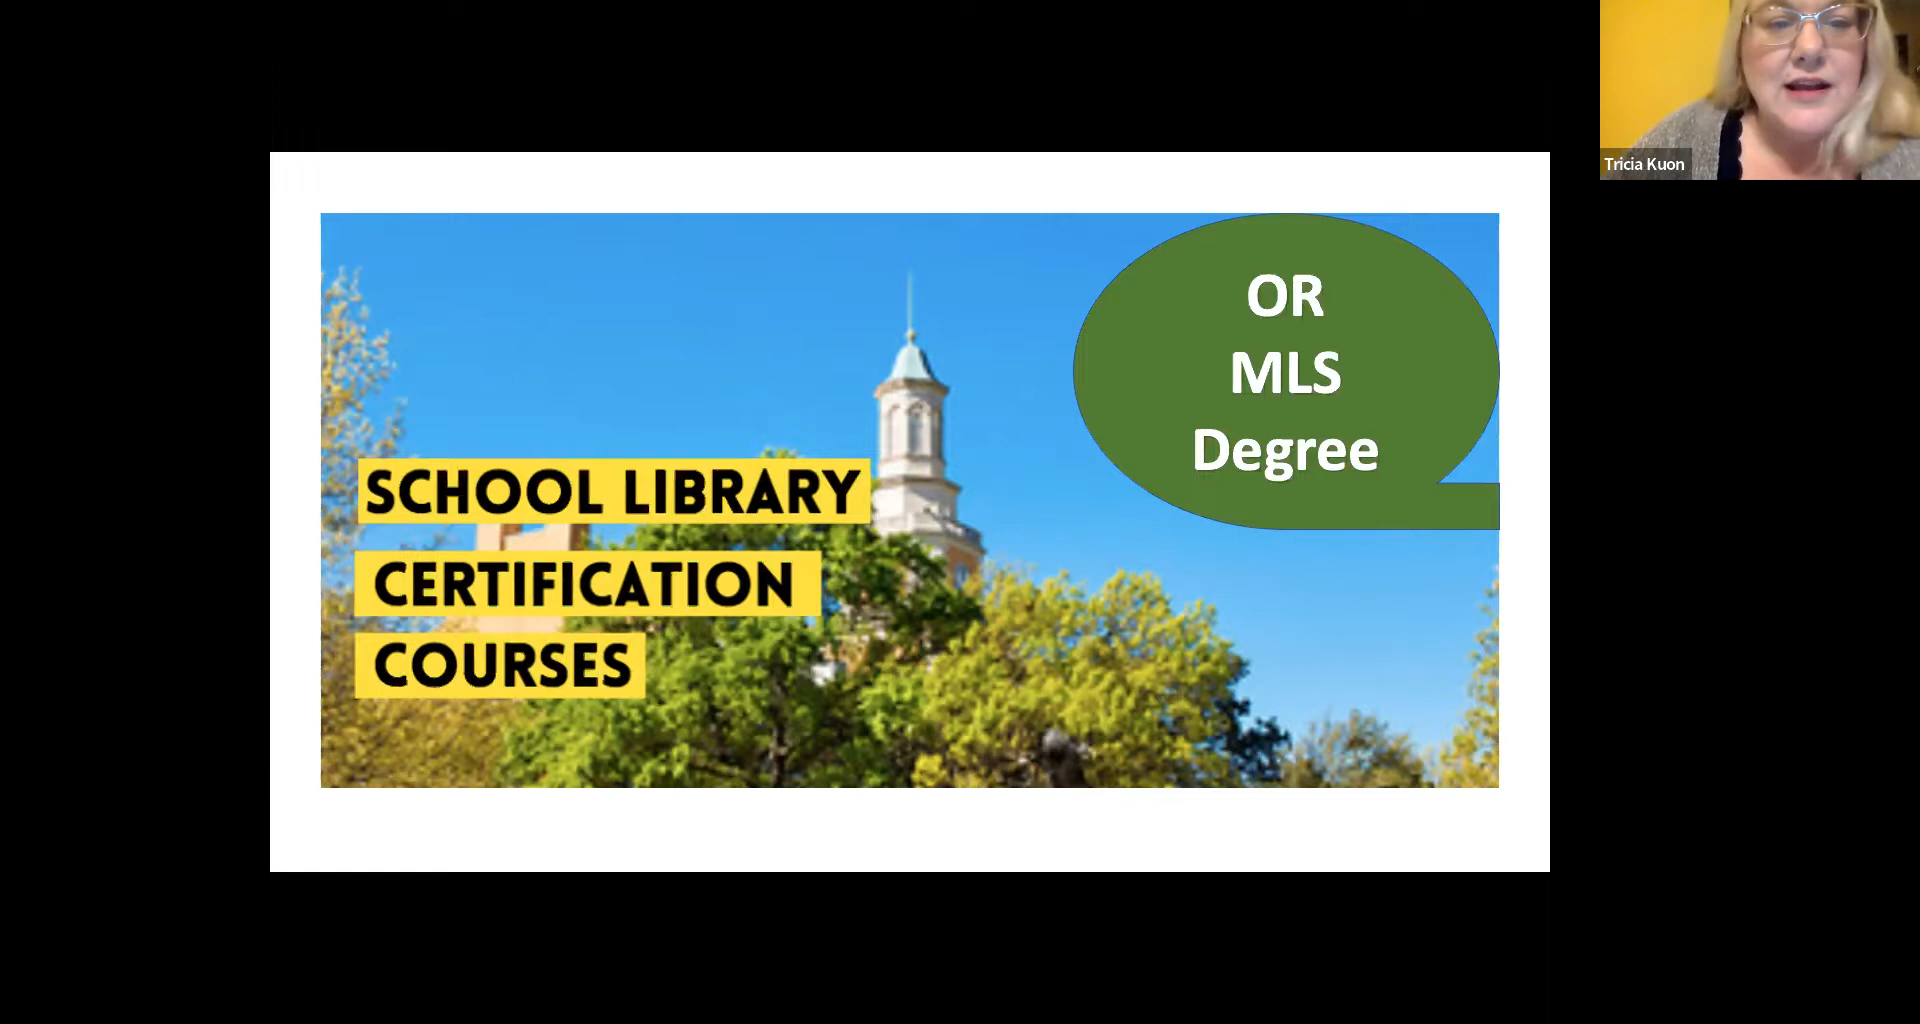 SCHOOL LIBRARY
CERTIFICATION
COURSES
OR
MLS
Degree
Tricia Kuon